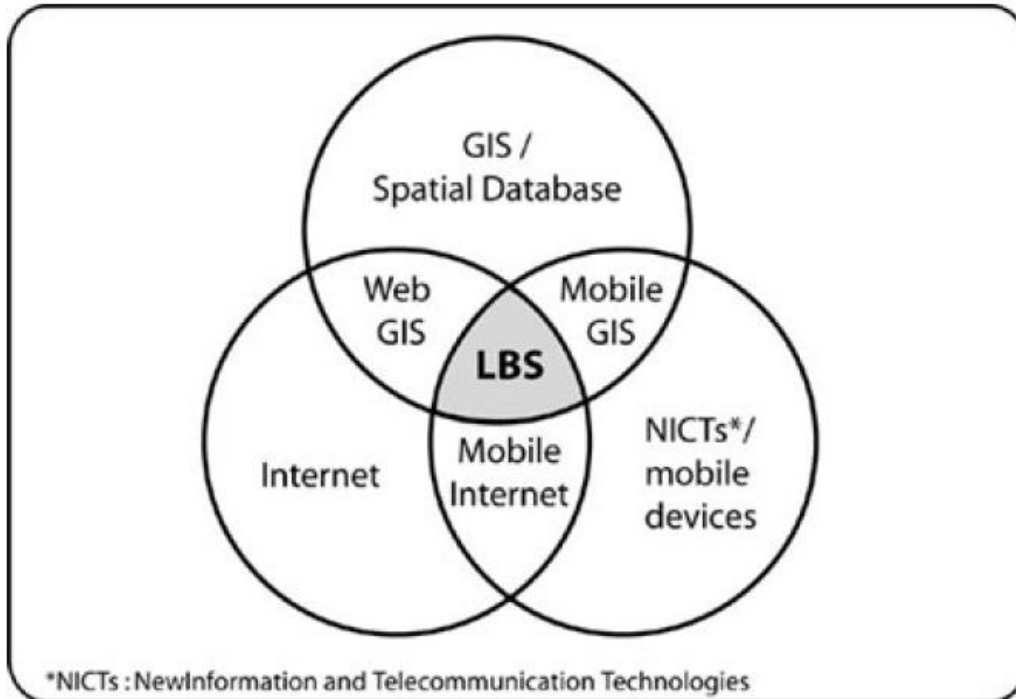 GIS /
Spatial Database
Web
GIS
Mobile
GIS
LBS
Internet
Mobile
Internet
NICTs*/
mobile
devices
*NICTs : NewInformation and Telecommunication Technologies